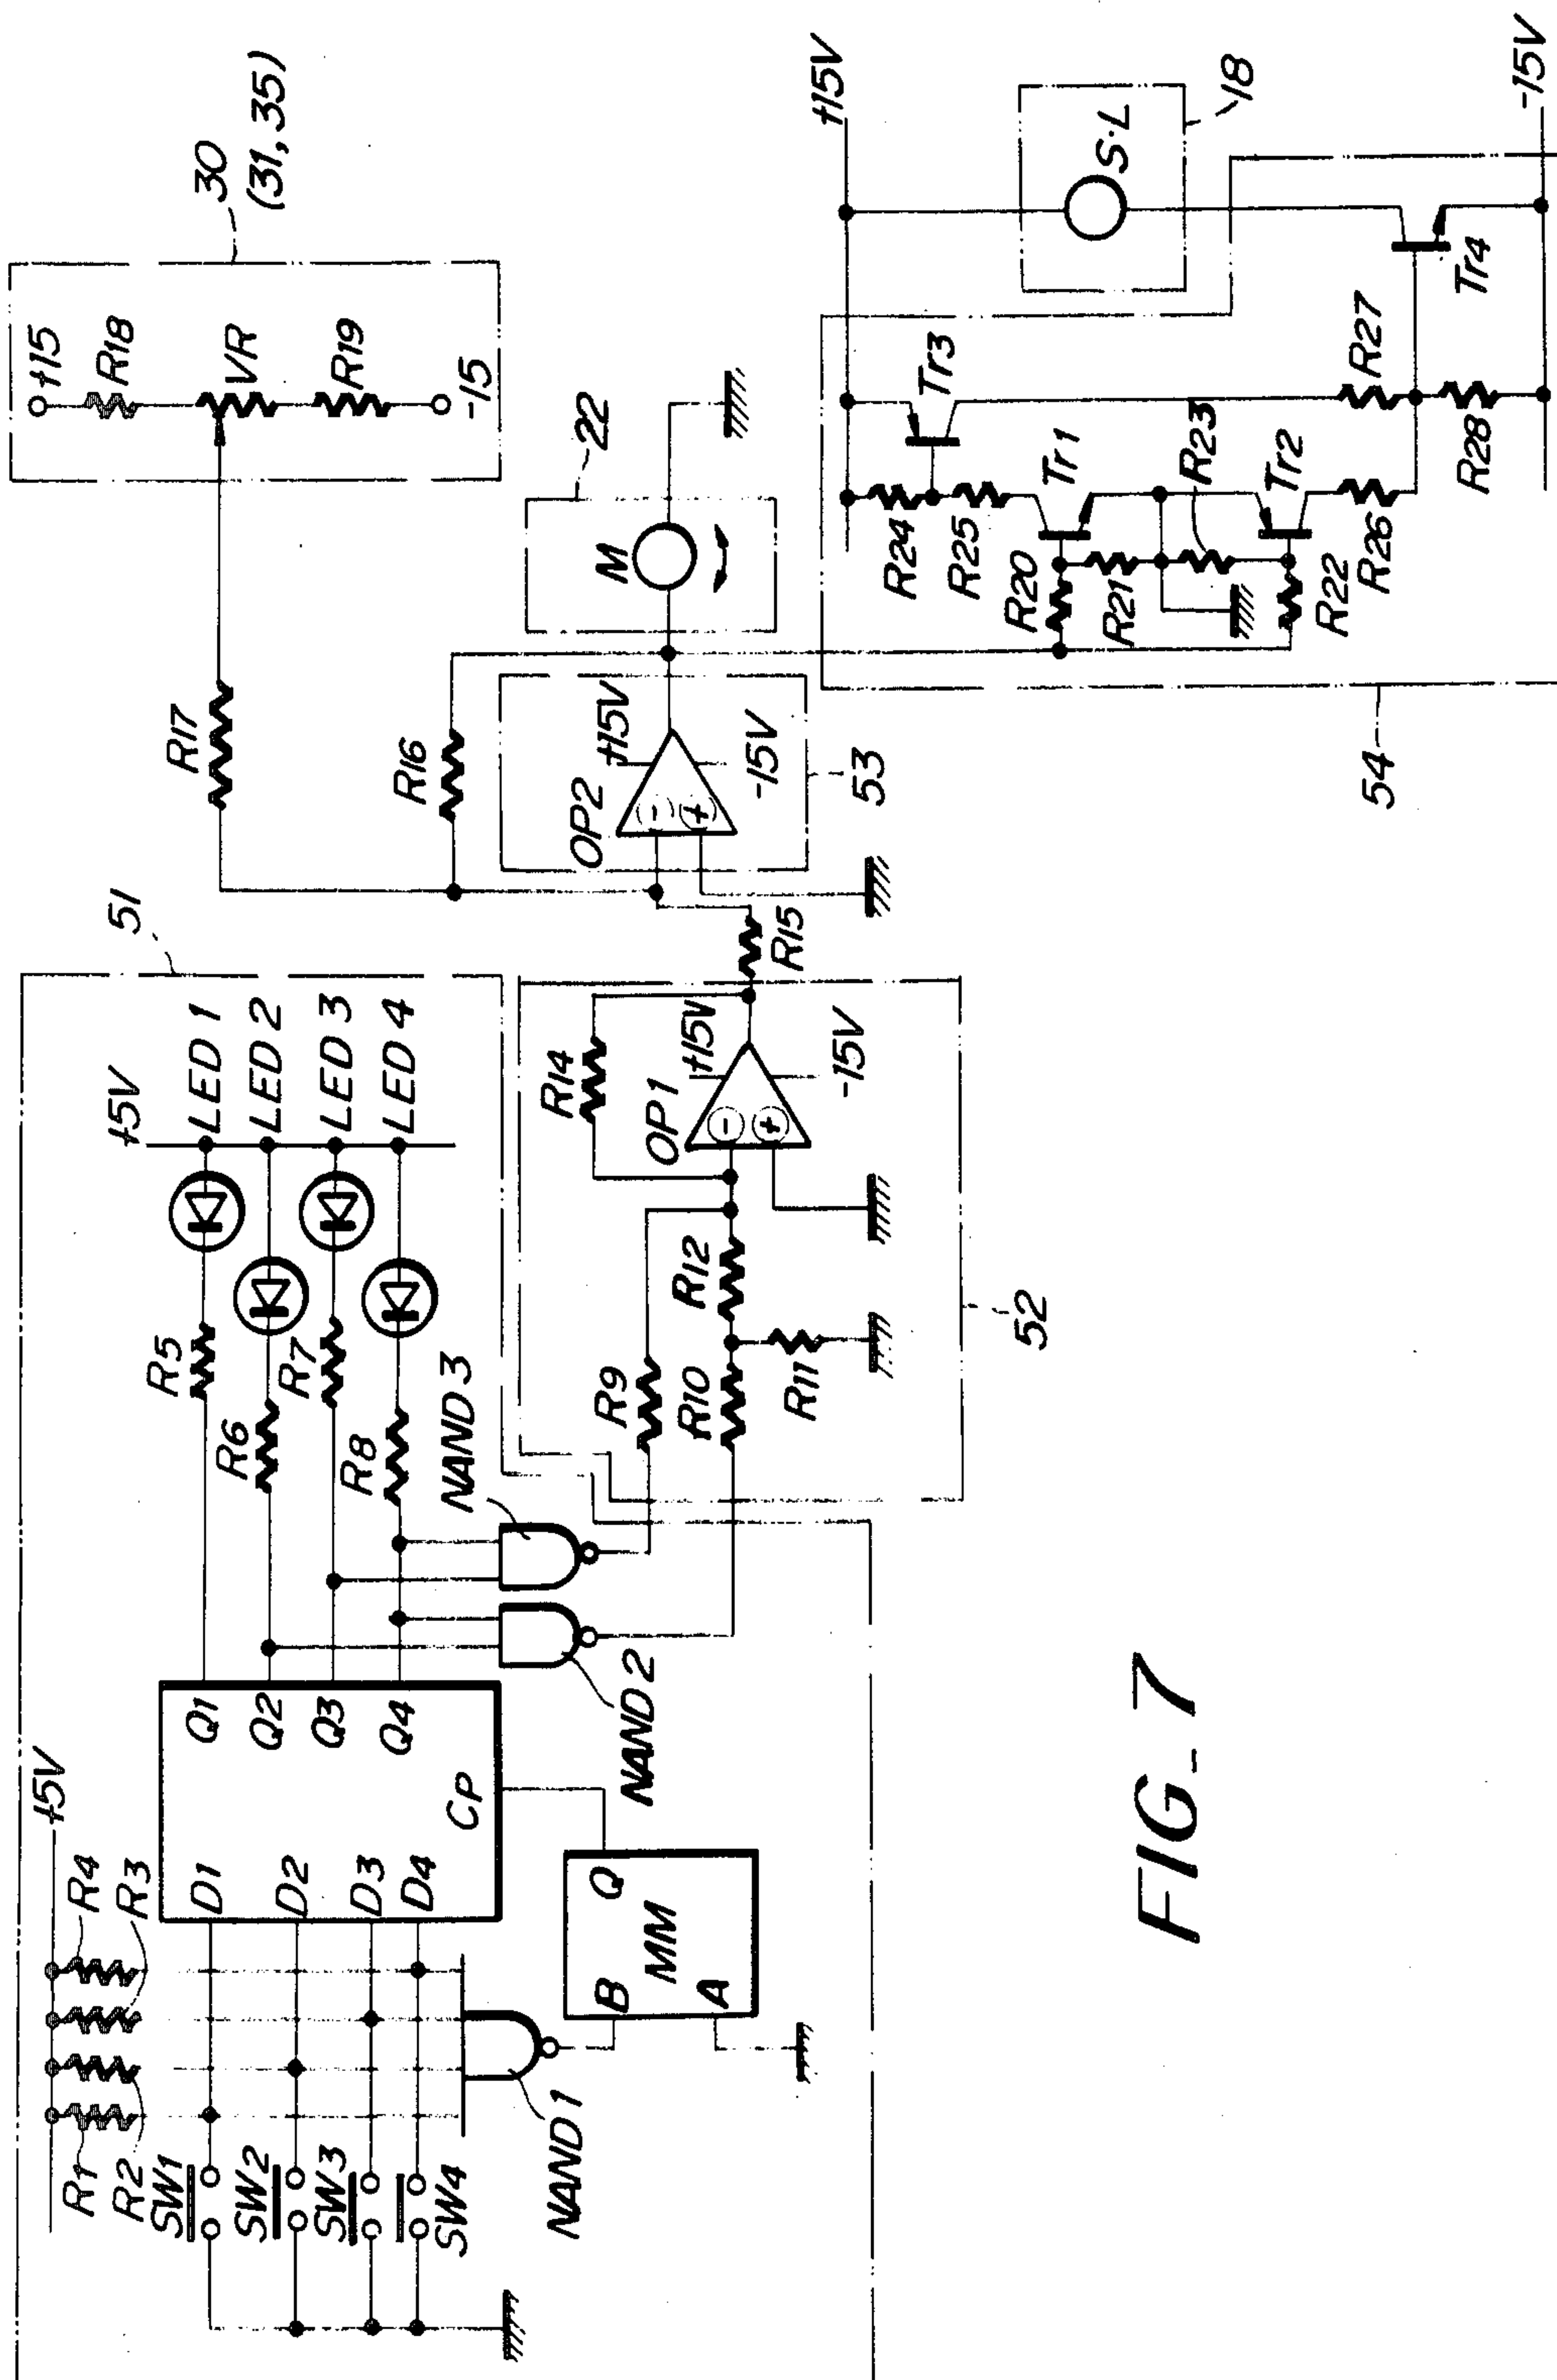 +5V
R1
R2
R4
R3
SW1
SW2
SW3
SW4
D1
D2
D3
D4
Q1
Q2
Q3
Q4
CP
NAND 1
B
A
MM
Q
NAND 2
NAND 3
R5
R6
R7
R8
+5V
LED 1
LED 2
LED 3
LED 4
51
R9
R10
R11
R12
R14
OP1
-
+
+15V
-15V
52
R15
R16
R17
OP2
-
+
+15V
-15V
53
M
22
+15
R18
VR
R19
-15
30
(31, 35)
+15V
R24
R25
Tr3
R20
R21
Tr1
R23
R22
Tr2
R26
R27
R28
Tr4
S·L
18
-15V
54
FIG_7